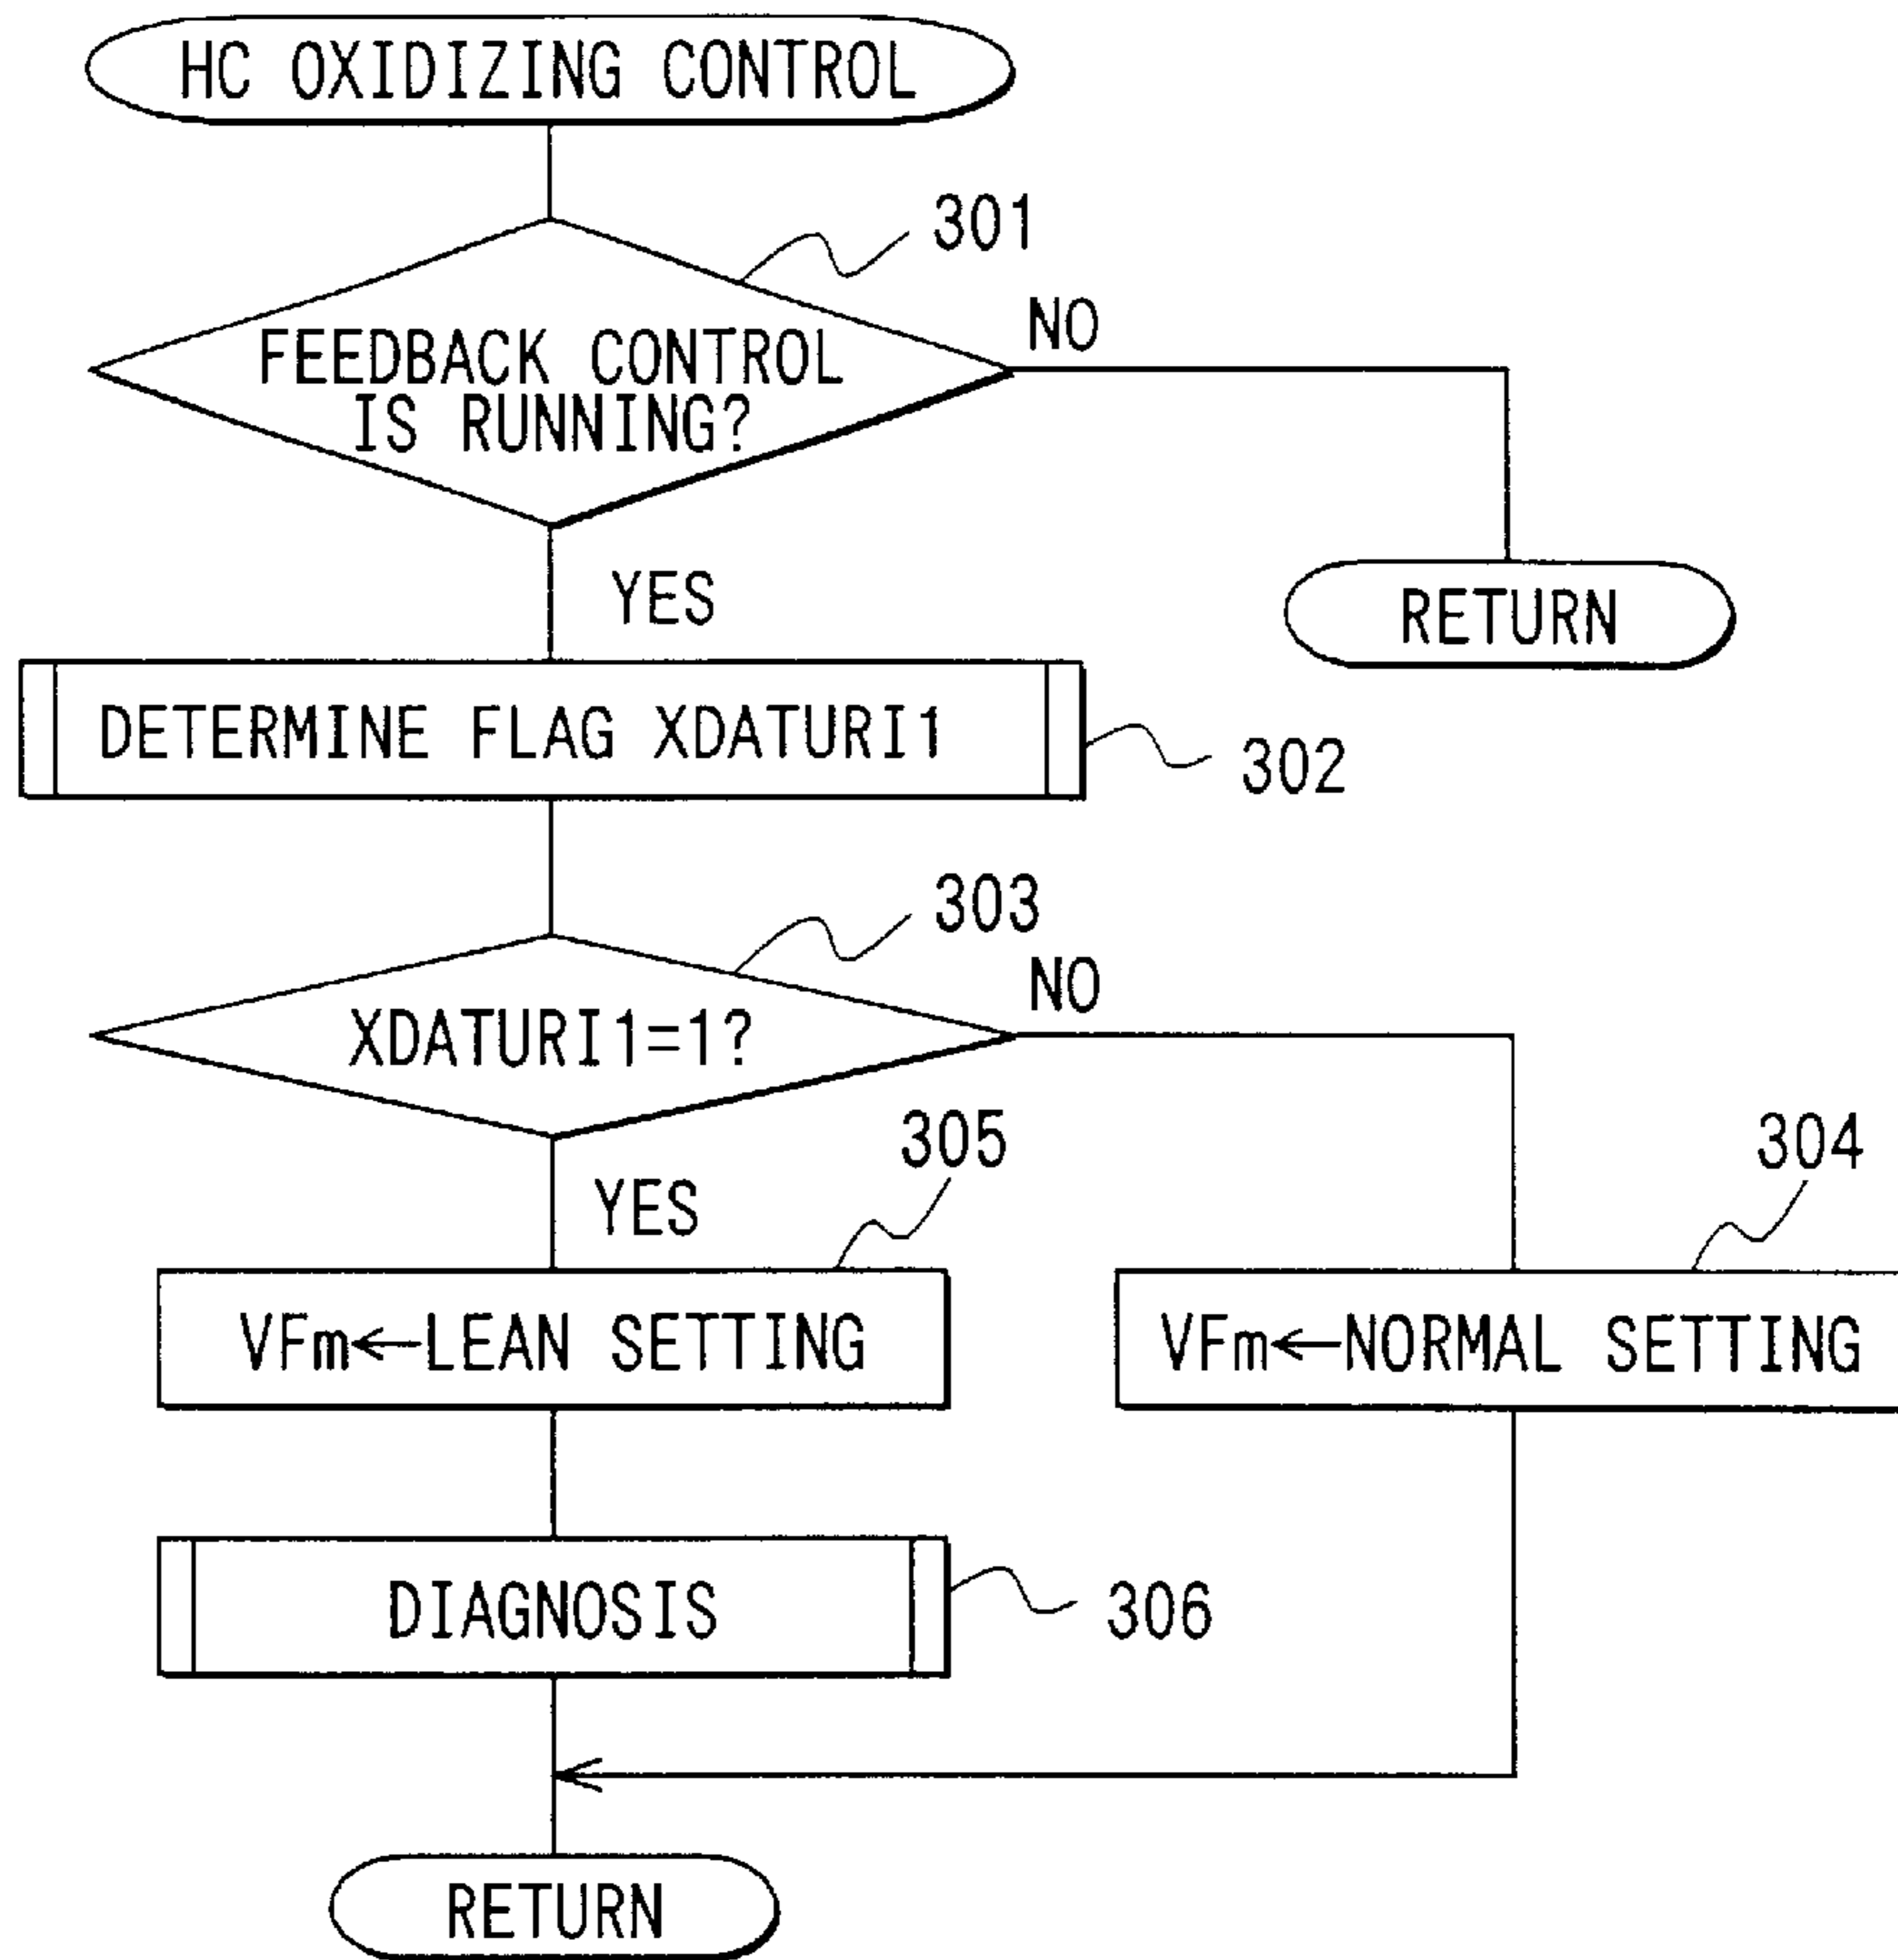 HC OXIDIZING CONTROL
301
FEEDBACK CONTROL
IS RUNNING?
NO
YES
RETURN
DETERMINE FLAG XDATURI1
302
303
XDATURI1=1?
NO
YES
305
304
VFm←LEAN SETTING
VFm←NORMAL SETTING
DIAGNOSIS
306
RETURN